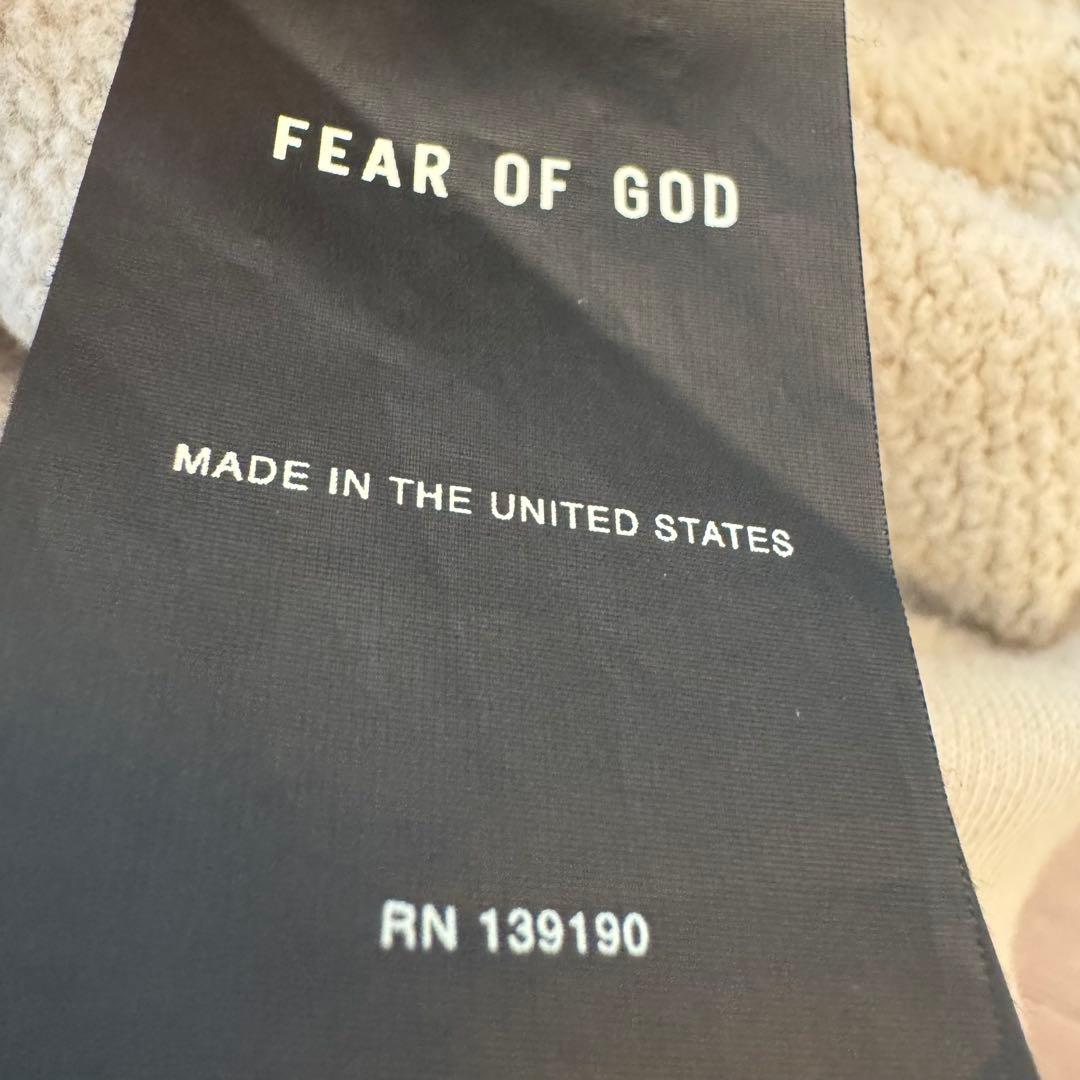 FEAR OF GOD
MADE IN THE UNITED STATES
RN 139190